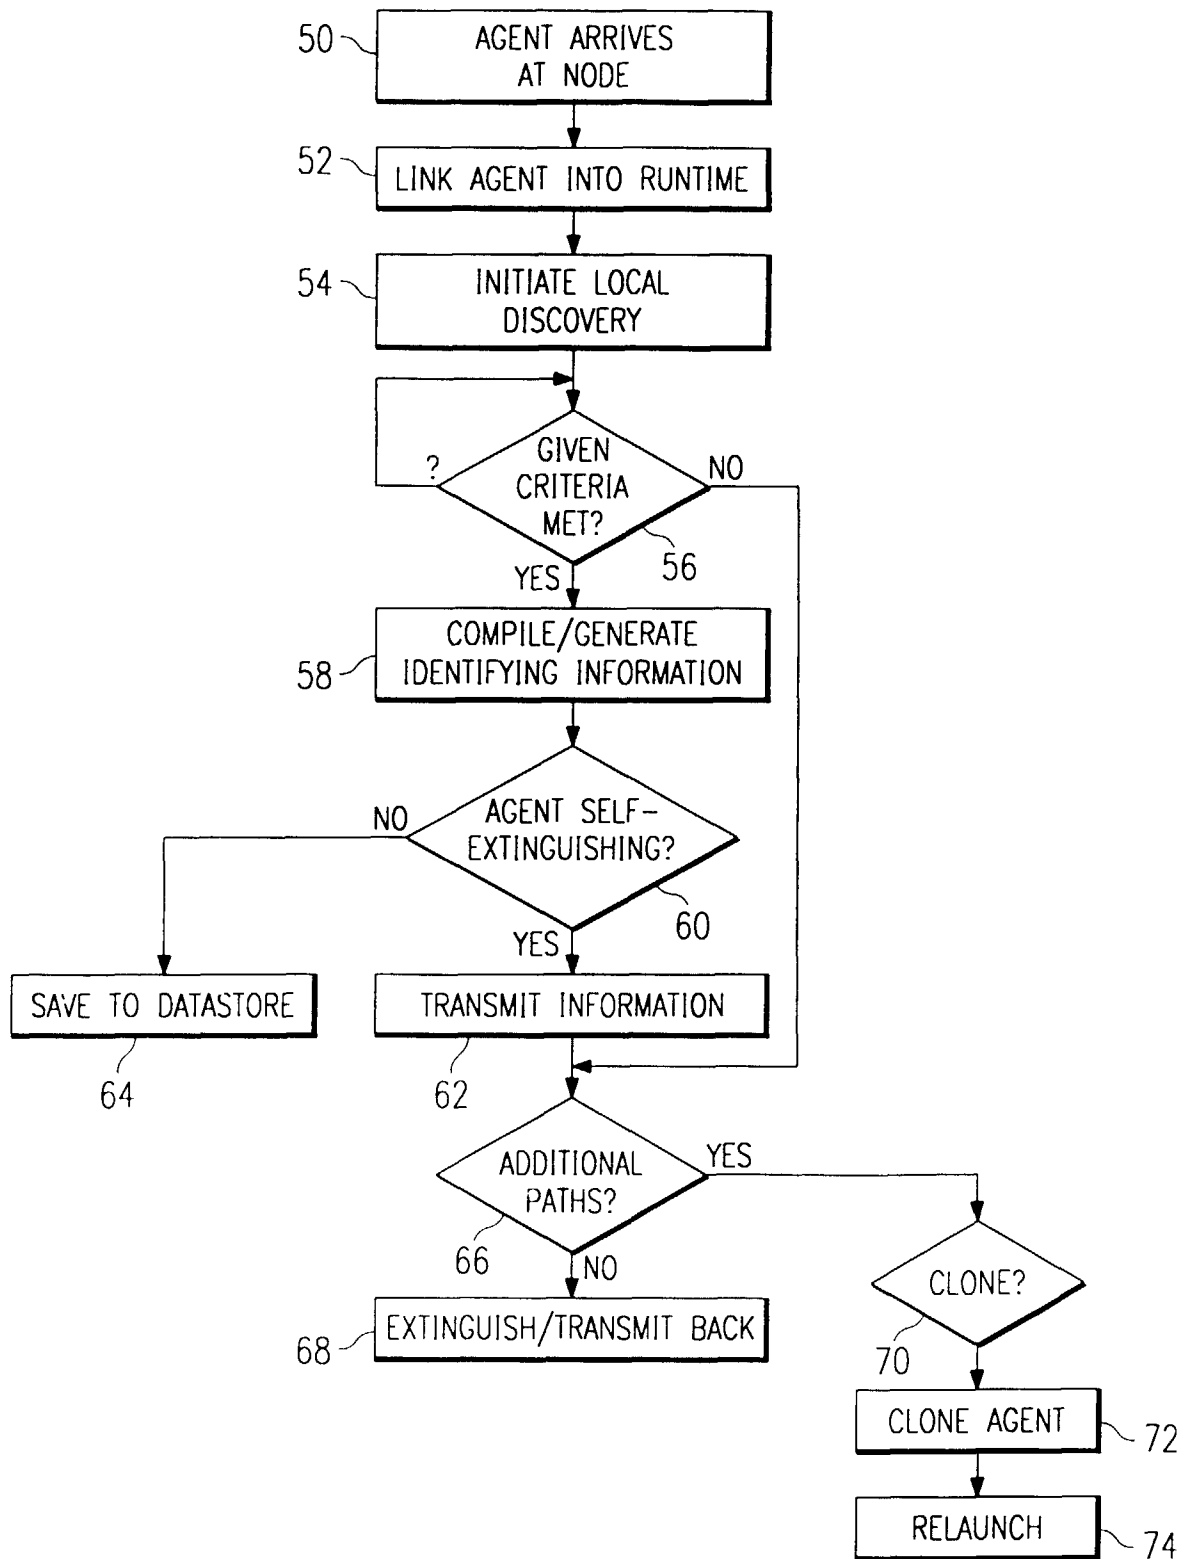 50
AGENT ARRIVES
AT NODE
52
LINK AGENT INTO RUNTIME
54
INITIATE LOCAL
DISCOVERY
?
GIVEN
CRITERIA
MET?
NO
56
YES
COMPILE/GENERATE
IDENTIFYING INFORMATION
58
NO
AGENT SELF-
EXTINGUISHING?
60
YES
SAVE TO DATASTORE
TRANSMIT INFORMATION
64
62
ADDITIONAL
PATHS?
YES
66
NO
CLONE?
70
EXTINGUISH/TRANSMIT BACK
68
CLONE AGENT
72
RELAUNCH
74